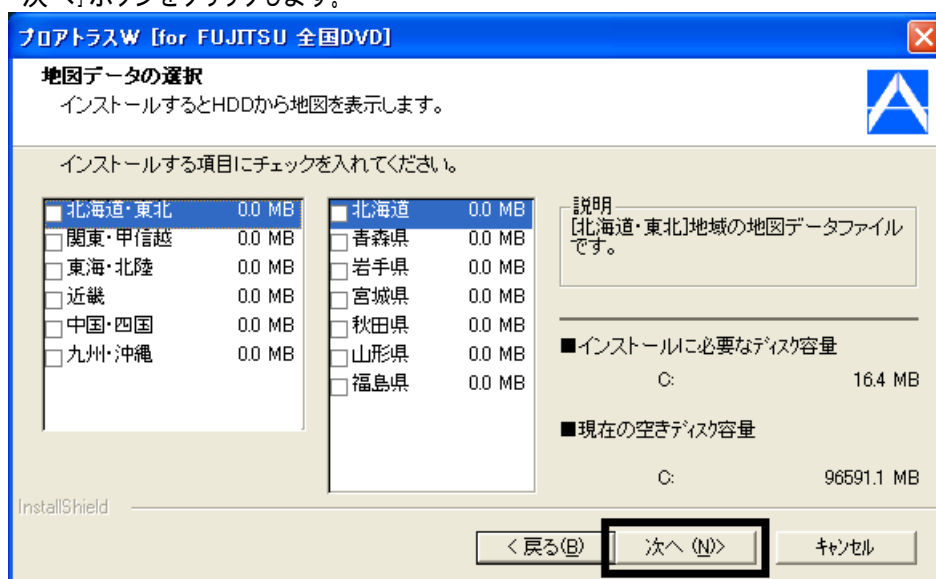 次へ]ボタンをクリックします。
プロアトラスW [for FUJITSU 全国DVD]
地図データの選択
インストールするとHDDから地図を表示します。
インストールする項目にチェックを入れてください。
北海道・東北 0.0 MB
関東・甲信越 0.0 MB
東海・北陸 0.0 MB
近畿 0.0 MB
中国・四国 0.0 MB
九州・沖縄 0.0 MB
北海道 0.0 MB
青森県 0.0 MB
岩手県 0.0 MB
宮城県 0.0 MB
秋田県 0.0 MB
山形県 0.0 MB
福島県 0.0 MB
説明
[北海道・東北]地域の地図データファイル
です。
■インストールに必要なディスク容量
C: 16.4 MB
■現在の空きディスク容量
C: 96591.1 MB
InstallShield
< 戻る(B)
次へ (N)>
キャンセル